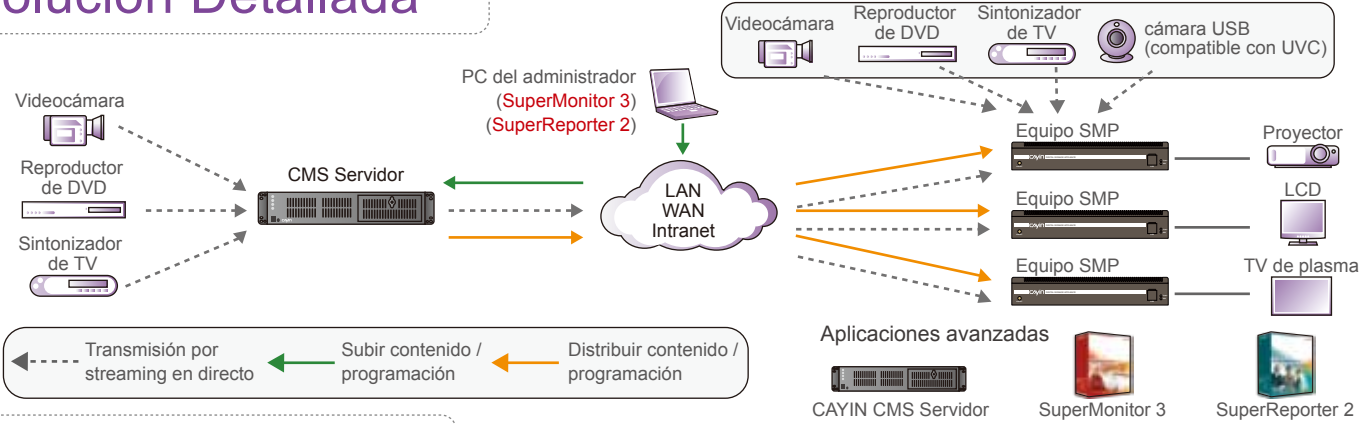 olución Detallada
Videocámara
Reproductor
de DVD
Sintonizador
de TV
cámara USB
(compatible con UVC)
PC del administrador
(SuperMonitor 3)
(SuperReporter 2)
Videocámara
Reproductor
de DVD
Sintonizador
de TV
CMS Servidor
LAN
WAN
Intranet
Equipo SMP
Proyector
Equipo SMP
LCD
Equipo SMP
TV de plasma
Transmisión por
streaming en directo
Subir contenido /
programación
Distribuir contenido /
programación
Aplicaciones avanzadas
CAYIN CMS Servidor
SuperMonitor 3
SuperReporter 2